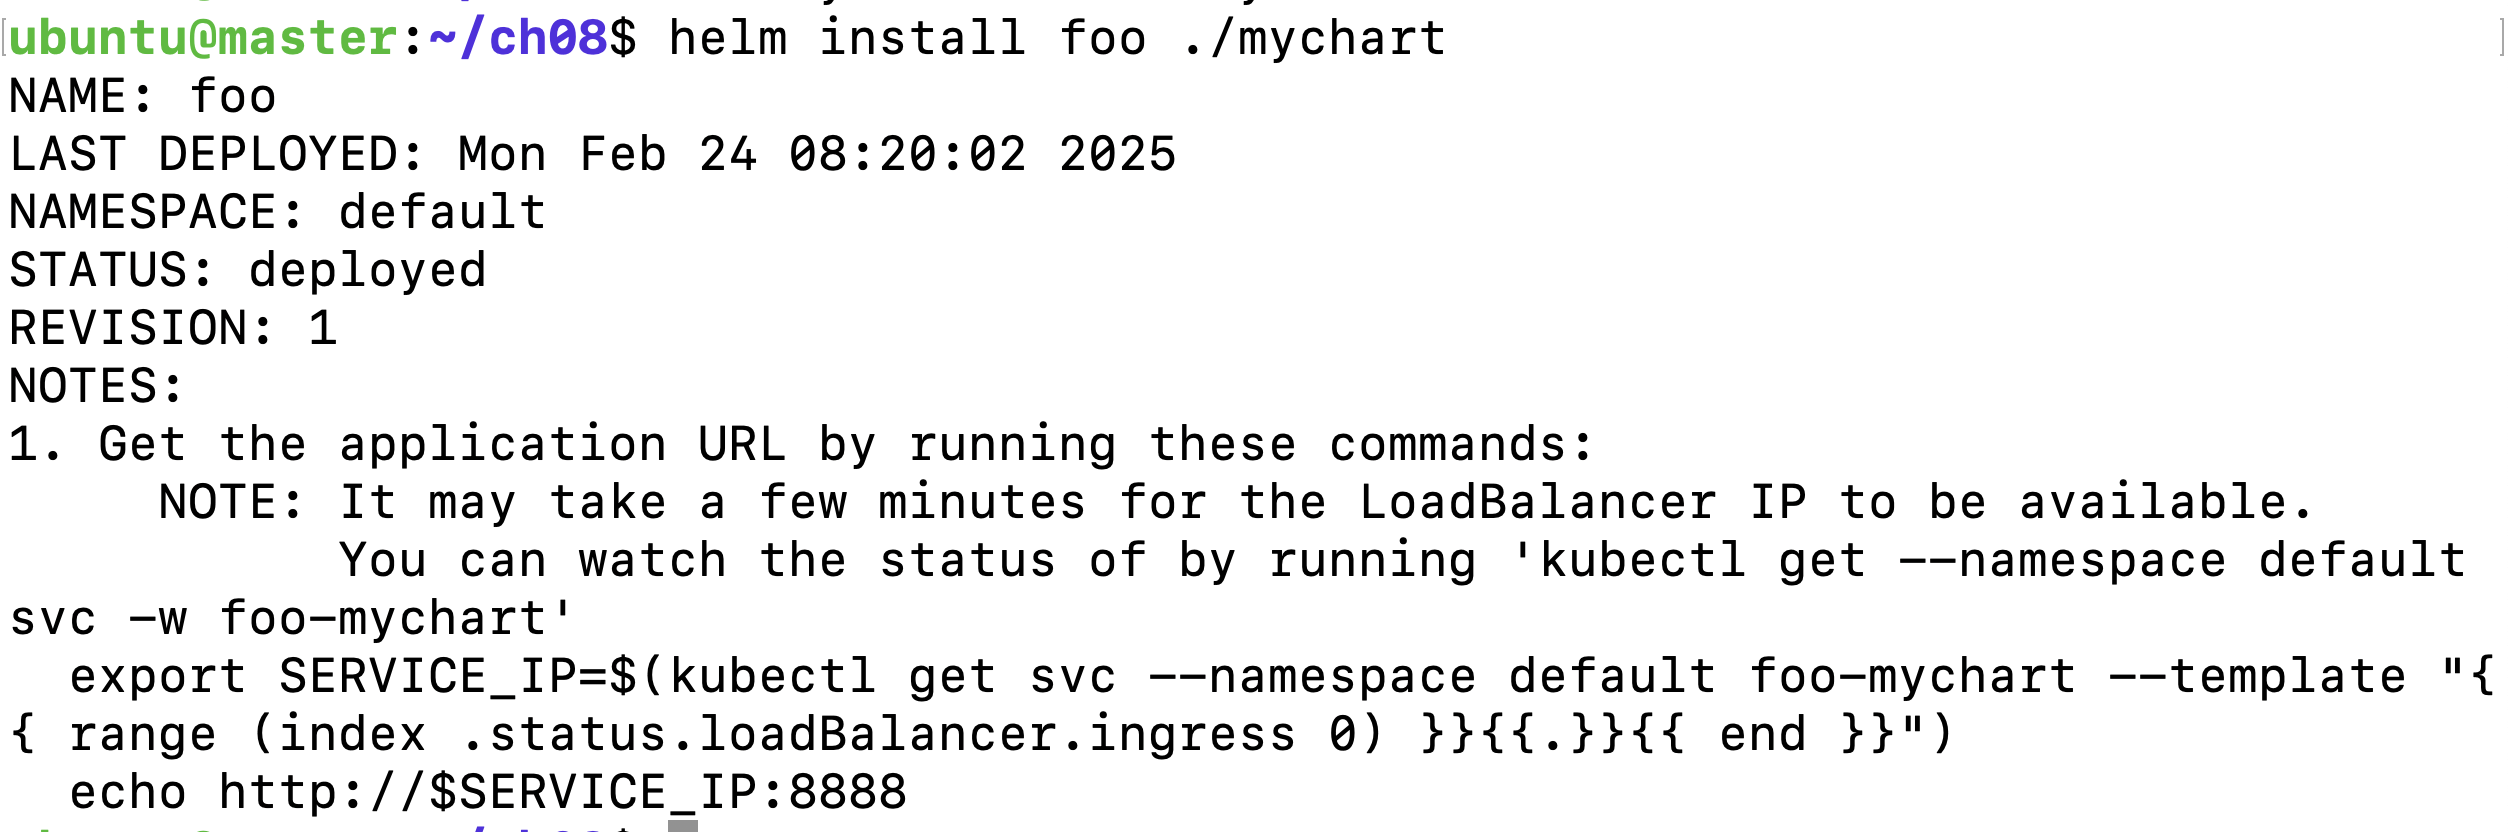 ubuntu@master:~/ch08$ helm install foo ./mychart
NAME: foo
LAST DEPLOYED: Mon Feb 24 08:20:02 2025
NAMESPACE: default
STATUS: deployed
REVISION: 1
NOTES:
1. Get the application URL by running these commands:
     NOTE: It may take a few minutes for the LoadBalancer IP to be available.
           You can watch the status of by running 'kubectl get --namespace default
svc -w foo-mychart'
  export SERVICE_IP=$(kubectl get svc --namespace default foo-mychart --template "{
{ range (index .status.loadBalancer.ingress 0) }}{{.}}{{ end }}")
  echo http://$SERVICE_IP:8888